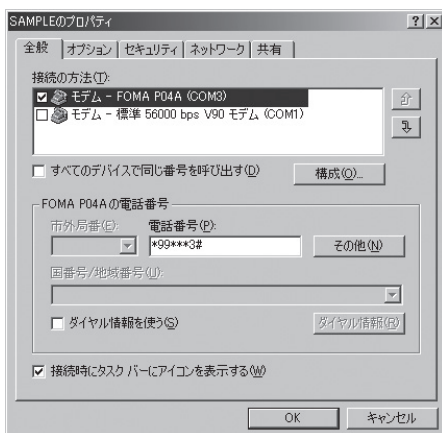 SAMPLEのプロパティ
全般 オプション セキュリティ ネットワーク 共有
接続の方法(T):
モデム - FOMA P04A (COM3)
モデム - 標準 56000 bps V90 モデム (COM1)
すべてのデバイスで同じ番号を呼び出す(D)
構成(O)...
FOMA P04Aの電話番号
市外局番(E): 電話番号(P):
*99***3# その他(N)
国番号/地域番号(U):
ダイヤル情報を使う(S) ダイヤル情報(R)
接続時にタスク バーにアイコンを表示する(W)
OK キャンセル